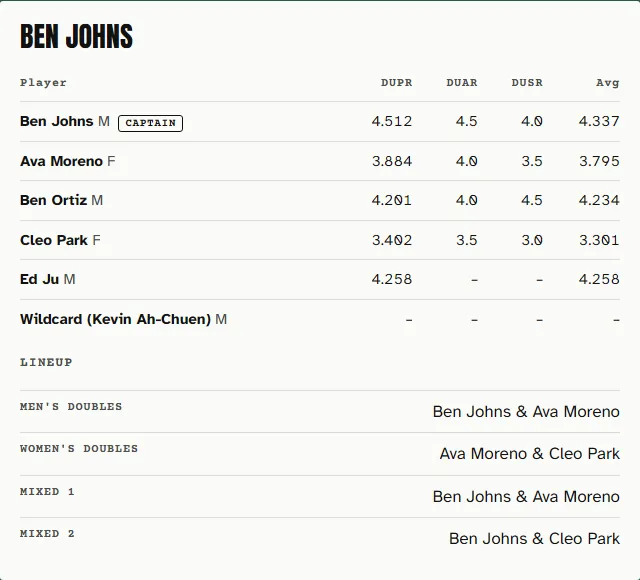 BEN JOHNS
Player DUPR DUAR DUSR Avg
Ben Johns M CAPTAIN 4.512 4.5 4.0 4.337
Ava Moreno F 3.884 4.0 3.5 3.795
Ben Ortiz M 4.201 4.0 4.5 4.234
Cleo Park F 3.402 3.5 3.0 3.301
Ed Ju M 4.258 – – 4.258
Wildcard (Kevin Ah-Chuen) M – – – –
LINEUP
MEN'S DOUBLES Ben Johns & Ava Moreno
WOMEN'S DOUBLES Ava Moreno & Cleo Park
MIXED 1 Ben Johns & Ava Moreno
MIXED 2 Ben Johns & Cleo Park